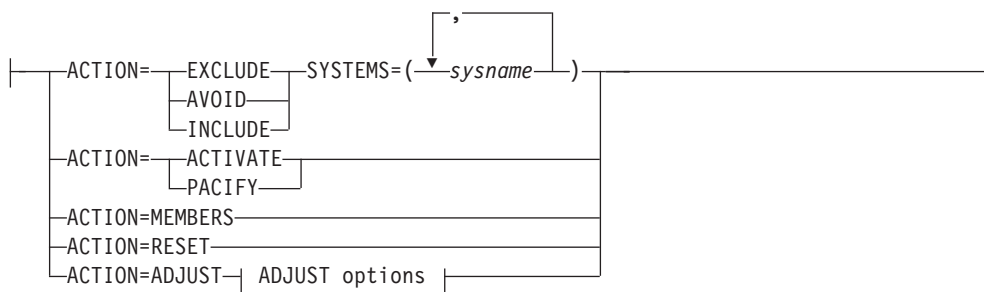 ,
ACTION= EXCLUDE SYSTEMS=( sysname )
AVOID
INCLUDE
ACTION= ACTIVATE
PACIFY
ACTION=MEMBERS
ACTION=RESET
ACTION=ADJUST ADJUST options